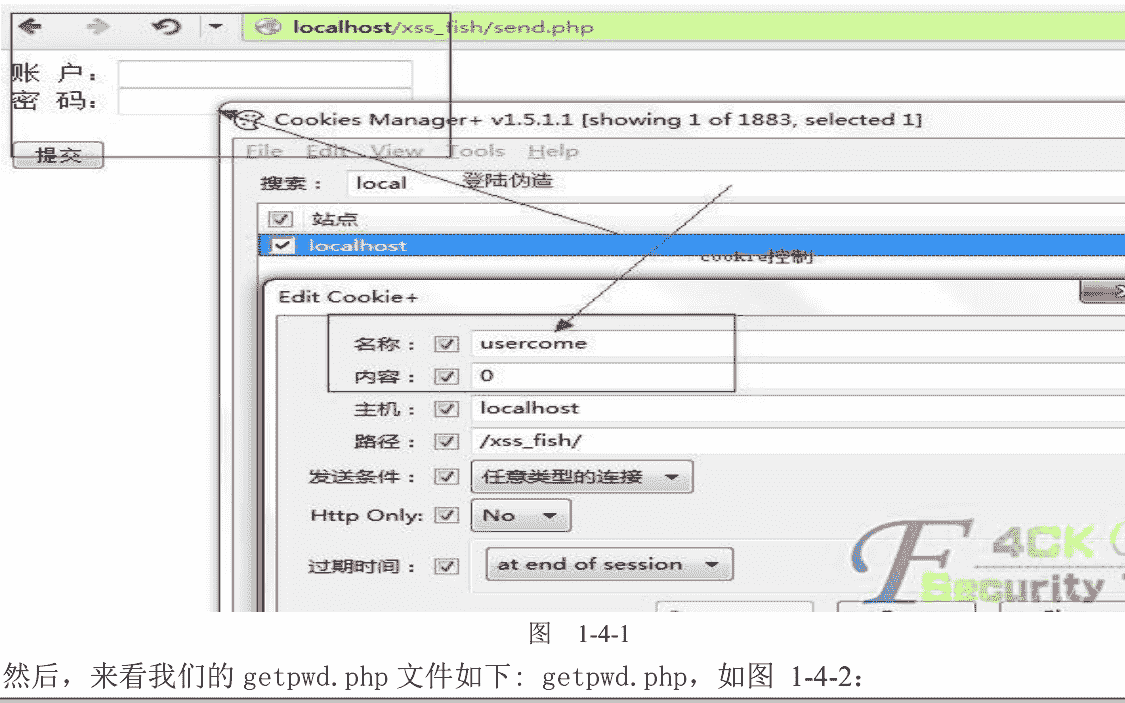 localhost/xss_fish/send.php
账 户：
密 码：
提交
Cookies Manager+ v1.5.1.1 [showing 1 of 1883, selected 1]
File Edit View Tools Help
搜索： local 登陆伪造
站点
localhost
cookie控制
Edit Cookie+
名称： usercome
内容： 0
主机： localhost
路径： /xss_fish/
发送条件： 任意类型的连接
Http Only: No
过期时间： at end of session
F4CK
Security
图 1-4-1
然后，来看我们的 getpwd.php 文件如下: getpwd.php，如图 1-4-2：